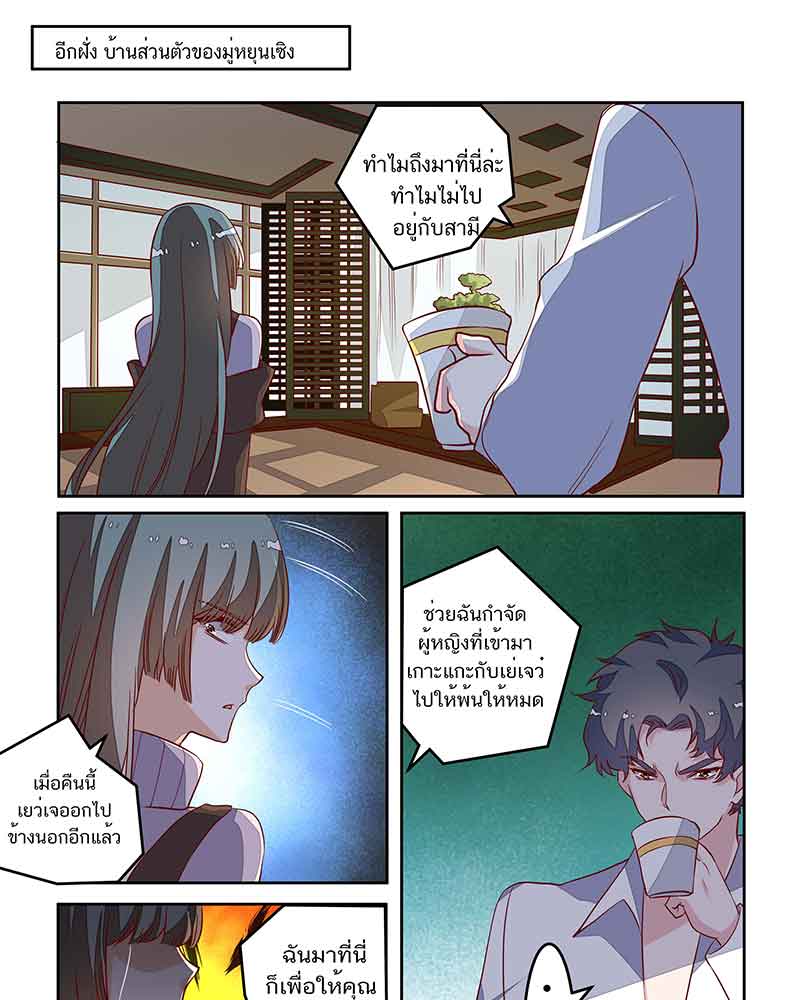 อีกฝั่ง บ้านส่วนตัวของมู่หยุนเซิง
ทำไมถึงมาที่นี่ล่ะ
ทำไมไม่ไป
อยู่กับสามี
เมื่อคืนนี้
เยว่เจออกไป
ข้างนอกอีกแล้ว
ช่วยฉันกำจัด
ผู้หญิงที่เข้ามา
เกาะแกะกับเย่เจว๋
ไปให้พ้นให้หมด
ฉันมาที่นี่
ก็เพื่อให้คุณ